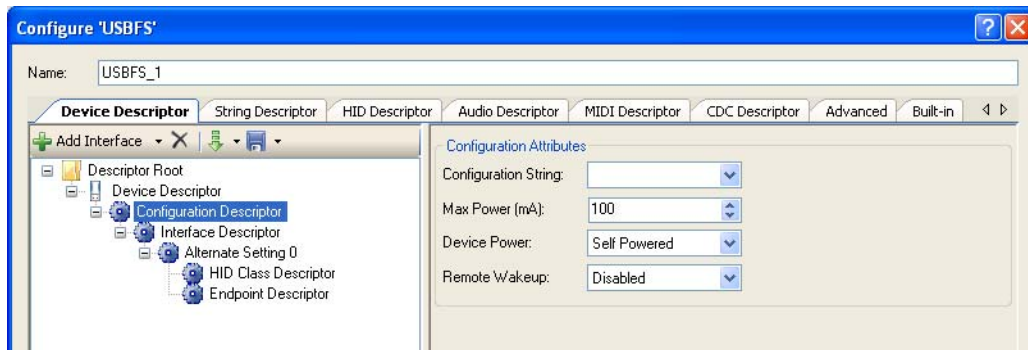 Configure 'USBFS'
Name: USBFS_1
Device Descriptor String Descriptor HID Descriptor Audio Descriptor MIDI Descriptor CDC Descriptor Advanced Built-in
Add Interface
Descriptor Root
Device Descriptor
Configuration Descriptor
Interface Descriptor
Alternate Setting 0
HID Class Descriptor
Endpoint Descriptor
Configuration Attributes
Configuration String:
Max Power (mA): 100
Device Power: Self Powered
Remote Wakeup: Disabled